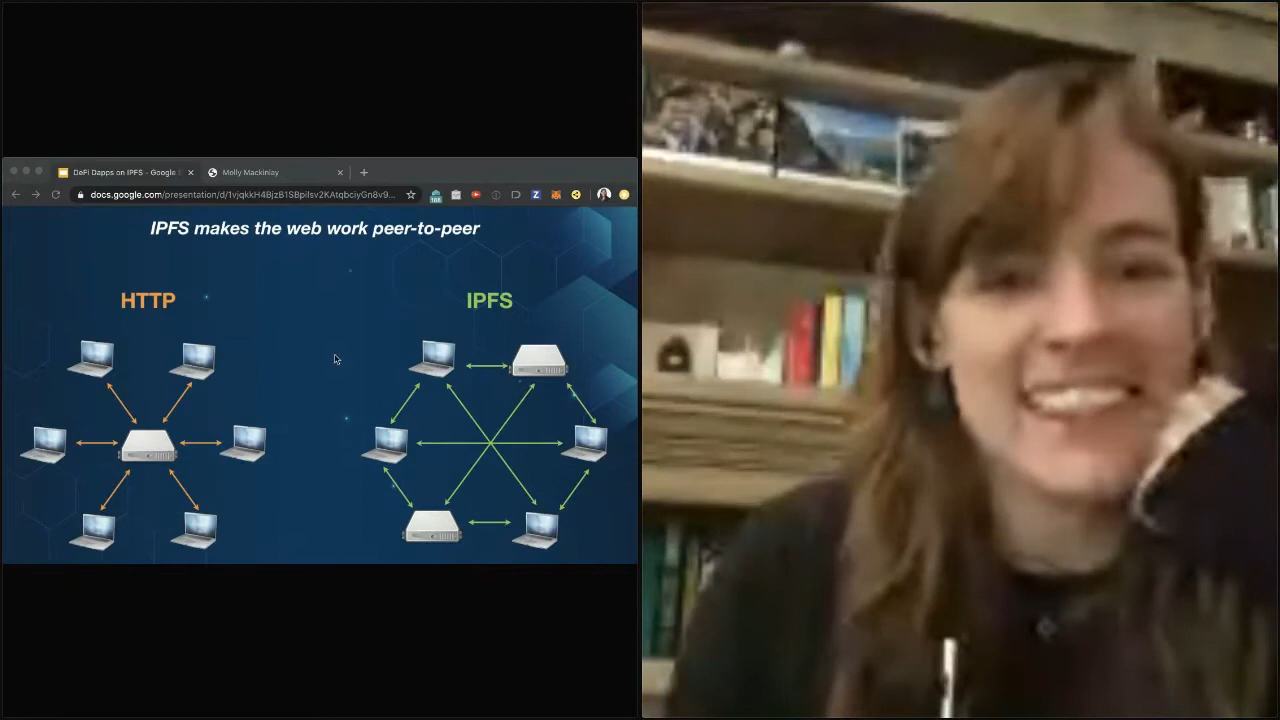 DeFi Dapps on IPFS - Google
Molly Mackinlay
IPFS makes the web work peer-to-peer
HTTP
IPFS